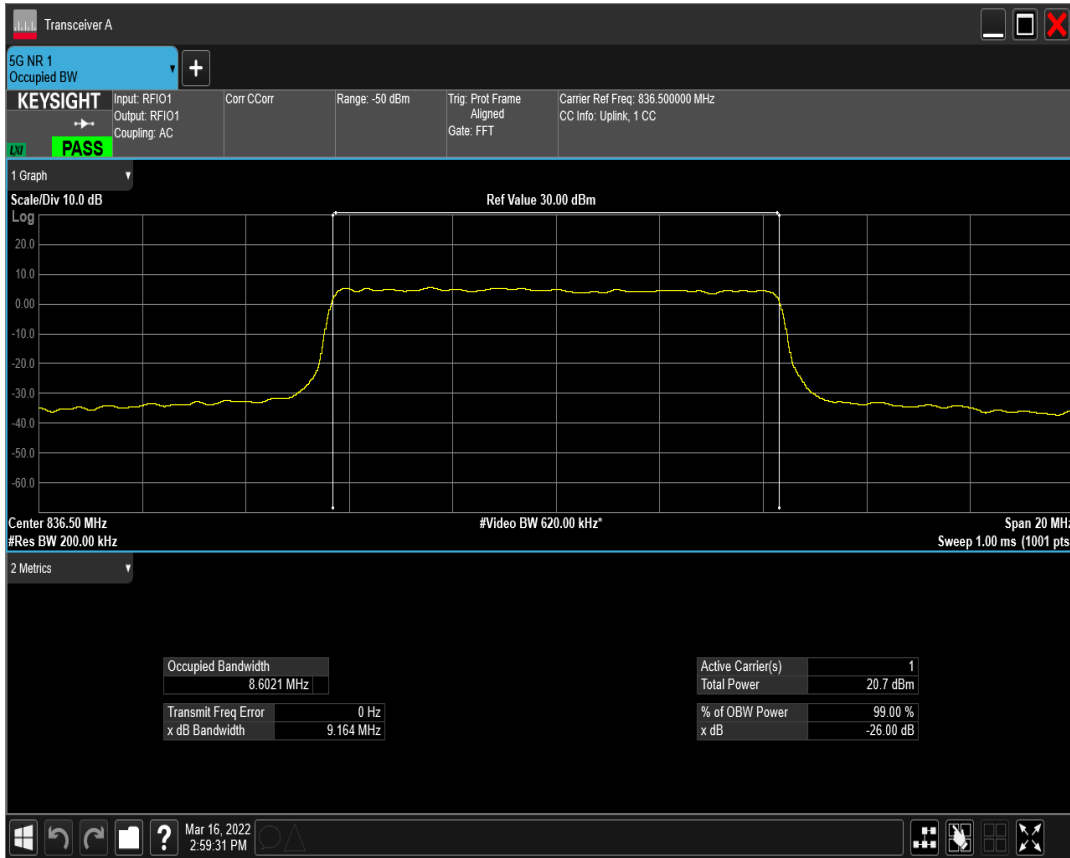 Transceiver A
5G NR 1
Occupied BW
+
KEYSIGHT
LXI
PASS
Input: RFIO1
Output: RFIO1
Coupling: AC
Corr CCorr
Range: -50 dBm
Trig: Prot Frame
Aligned
Gate: FFT
Carrier Ref Freq: 836.500000 MHz
CC Info: Uplink, 1 CC
1 Graph
Scale/Div 10.0 dB
Ref Value 30.00 dBm
Log
20.0
10.0
0.00
-10.0
-20.0
-30.0
-40.0
-50.0
-60.0
Center 836.50 MHz
#Video BW 620.00 kHz*
Span 20 MHz
#Res BW 200.00 kHz
Sweep 1.00 ms (1001 pts
2 Metrics
Occupied Bandwidth
8.6021 MHz
Transmit Freq Error 0 Hz
x dB Bandwidth 9.164 MHz
Active Carrier(s) 1
Total Power 20.7 dBm
% of OBW Power 99.00 %
x dB -26.00 dB
?
Mar 16, 2022
2:59:31 PM